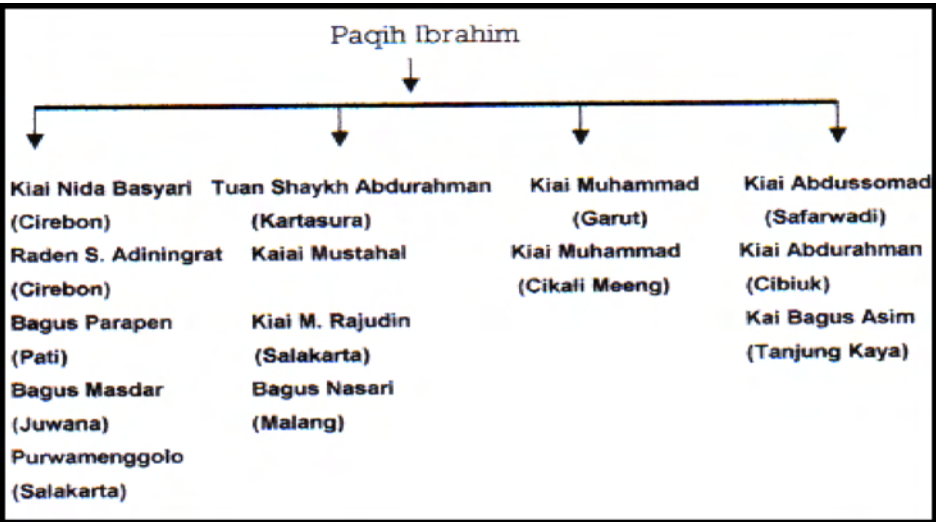 Paqih Ibrahim
Kiai Nida Basyari
(Cirebon)
Raden S. Adiningrat
(Cirebon)
Bagus Parapen
(Pati)
Bagus Masdar
(Juwana)
Purwamenggolo
(Salakarta)
Tuan Shaykh Abdurahman
(Kartasura)
Kaiai Mustahal
Kiai M. Rajudin
(Salakarta)
Bagus Nasari
(Malang)
Kiai Muhammad
(Garut)
Kiai Muhammad
(Cikali Meeng)
Kiai Abdussomad
(Safarwadi)
Kiai Abdurahman
(Cibiuk)
Kai Bagus Asim
(Tanjung Kaya)